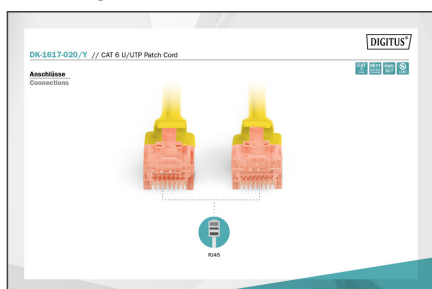 DIGITUS®
DK-1617-020/Y // CAT 6 U/UTP Patch Cord
Anschlüsse
Connections
RJ45